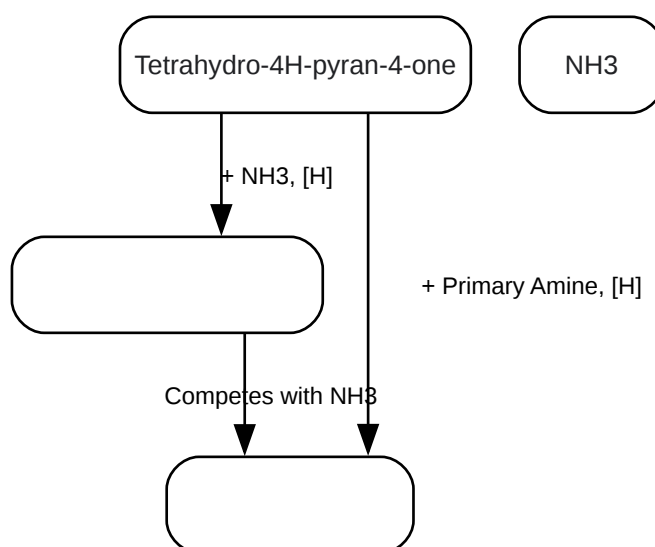 Tetrahydro-4H-pyran-4-one
NH3
+ NH3, [H]
+ Primary Amine, [H]
Competes with NH3